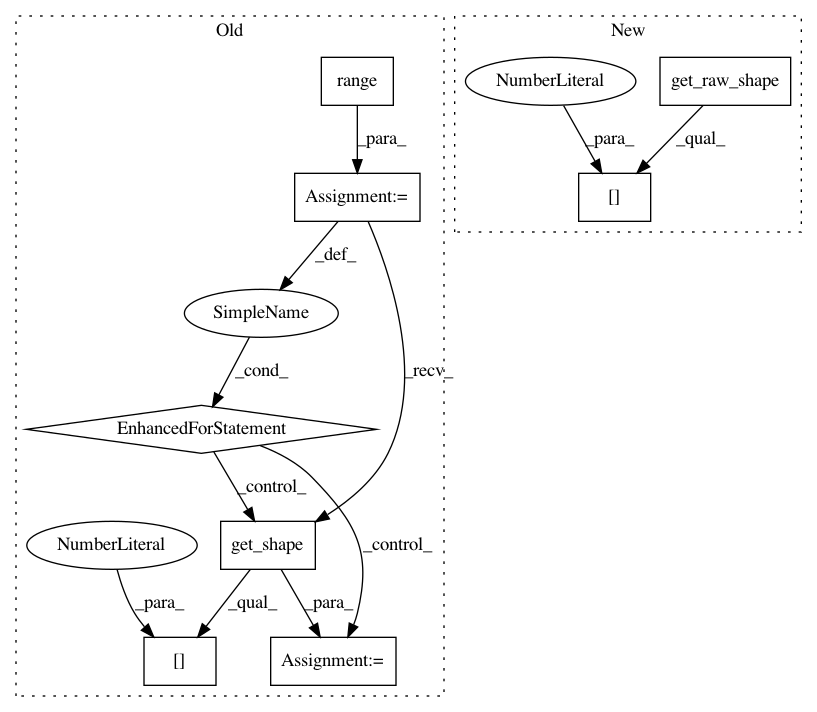 Old
New
range
NumberLiteral
get_raw_shape
_para_
_para_
_qual_
Assignment:=
[]
_def_
SimpleName
_cond_
_recv_
EnhancedForStatement
_control_
NumberLiteral
get_shape
_control_
_para_
_qual_
_para_
[]
Assignment:=